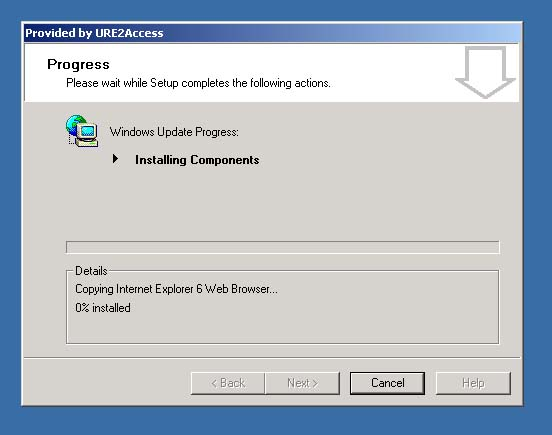 Provided by URE2Access
Progress
Please wait while Setup completes the following actions.
Windows Update Progress:
Installing Components
Details
Copying Internet Explorer 6 Web Browser...
0% installed
< Back
Next >
Cancel
Help